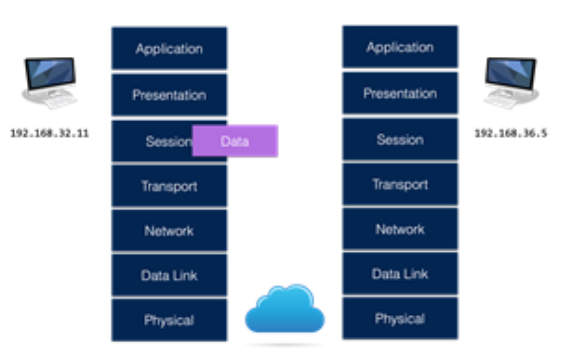 Application
Presentation
192.168.32.11
Session
Data
Transport
Network
Data Link
Physical
Application
Presentation
192.168.36.5
Session
Transport
Network
Data Link
Physical